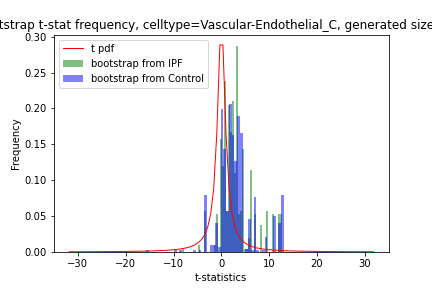 tstrap t-stat frequency, celltype=Vascular-Endothelial_C, generated size
t pdf
bootstrap from IPF
bootstrap from Control
Frequency
0.30
0.25
0.20
0.15
0.10
0.05
0.00
−30 −20 −10 0 10 20 30
t-statistics